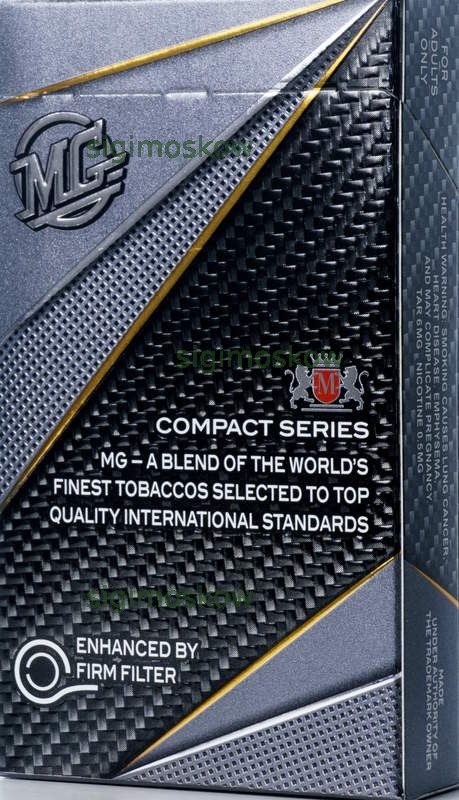 MG
sigimoskow
sigimoskow
M
COMPACT SERIES
MG – A BLEND OF THE WORLD'S
FINEST TOBACCOS SELECTED TO TOP
QUALITY INTERNATIONAL STANDARDS
sigimoskow
ENHANCED BY
FIRM FILTER
FOR
ADULTS
ONLY
HEALTH WARNING: SMOKING CAUSES LUNG CANCER,
HEART DISEASE, EMPHYSEMA,
AND MAY COMPLICATE PREGNANCY
TAR 6MG, NICOTINE 0.5MG
MADE
UNDER AUTHORITY OF
THE TRADEMARK OWNER